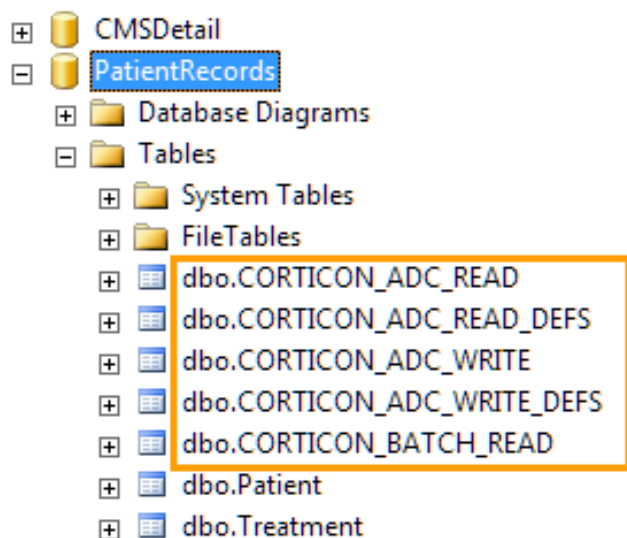 CMSDetail
PatientRecords
Database Diagrams
Tables
System Tables
FileTables
dbo.CORTICON_ADC_READ
dbo.CORTICON_ADC_READ_DEFS
dbo.CORTICON_ADC_WRITE
dbo.CORTICON_ADC_WRITE_DEFS
dbo.CORTICON_BATCH_READ
dbo.Patient
dbo.Treatment